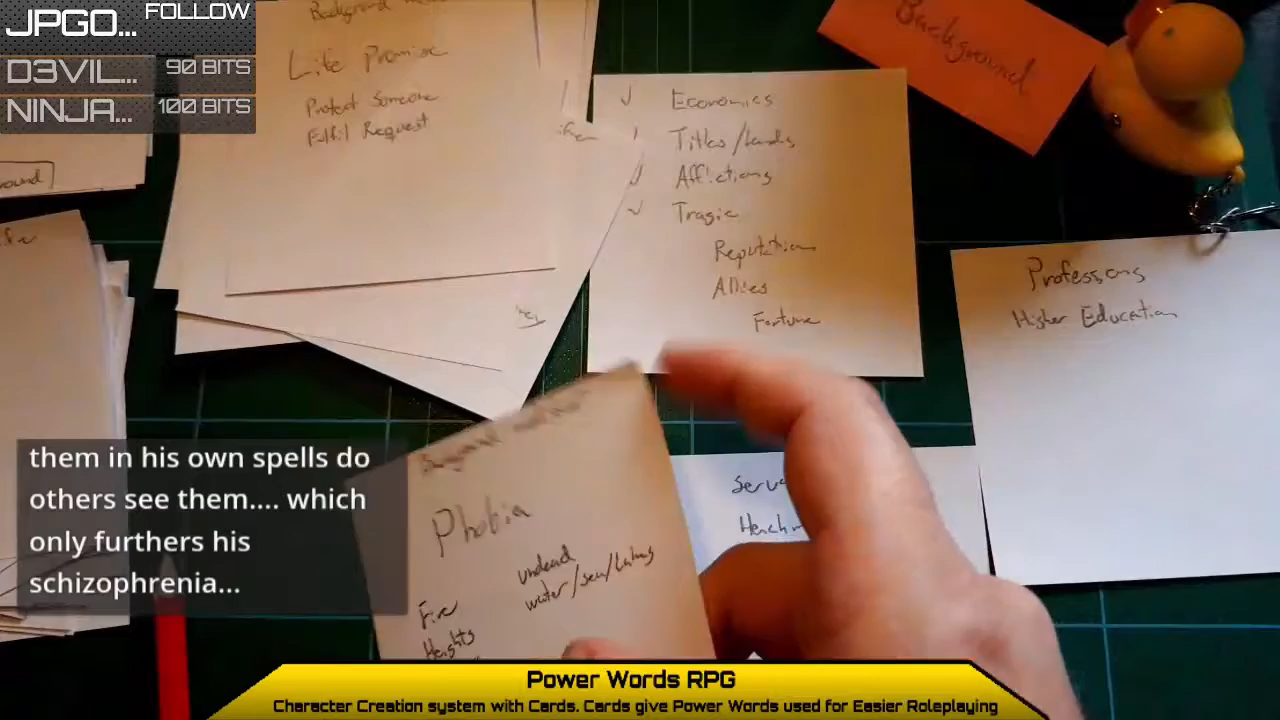 JPGO... FOLLOW
D3VIL... 90 BITS
NINJA... 100 BITS
Background
Life Promise
Protect Someone
Fulfil Request
Economics
Titles/Lands
Afflictions
Tragic
Reputation
Allies
Fortune
Background
Professions
Higher Education
Phobia
undead
water/sea/
Fire
Heights
them in his own spells do
others see them.... which
only furthers his
schizophrenia...
Power Words RPG
Character Creation system with Cards. Cards give Power Words used for Easier Roleplaying